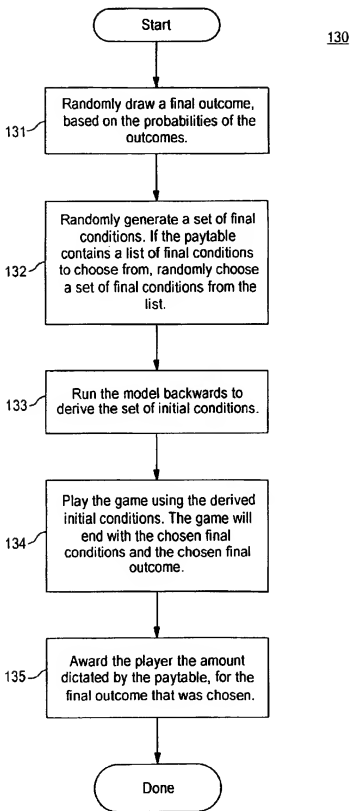 Start
130
Randomly draw a final outcome,
based on the probabilities of the
outcomes.
131
Randomly generate a set of final
conditions. If the paytable
contains a list of final conditions
to choose from, randomly choose
a set of final conditions from the
list.
132
Run the model backwards to
derive the set of initial conditions.
133
Play the game using the derived
initial conditions. The game will
end with the chosen final
conditions and the chosen final
outcome.
134
Award the player the amount
dictated by the paytable, for the
final outcome that was chosen.
135
Done